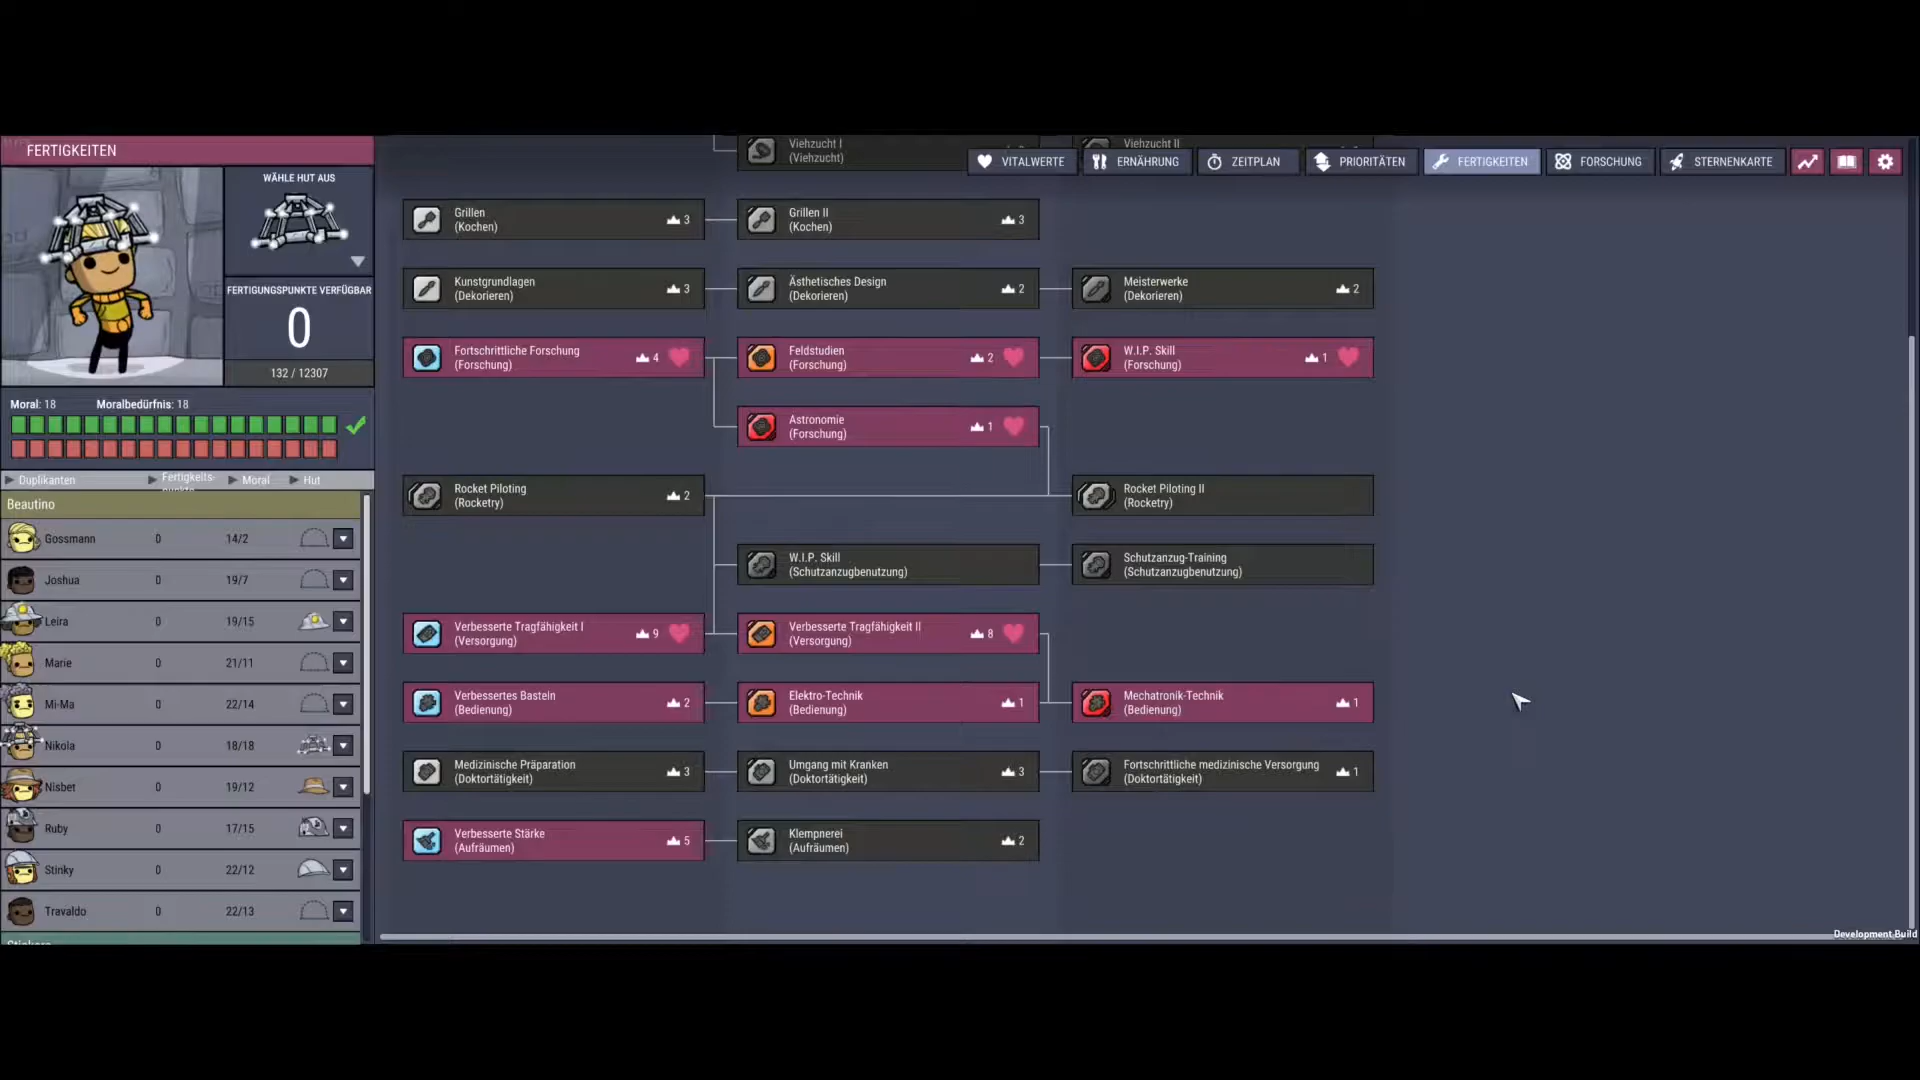 FERTIGKEITEN
WÄHLE HUT AUS
FERTIGUNGSPUNKTE VERFÜGBAR
0
132 / 12307
Moral: 18
Moralbedürfnis: 18
Duplikanten
Fertigkeits-
Moral
Hut
Beautino
Gossmann 0 14/2
Joshua 0 19/7
Leira 0 19/15
Marie 0 21/11
Mi-Ma 0 22/14
Nikola 0 18/18
Nisbet 0 19/12
Ruby 0 17/15
Stinky 0 22/12
Travaldo 0 22/13
VITALWERTE
ERNÄHRUNG
ZEITPLAN
PRIORITÄTEN
FERTIGKEITEN
FORSCHUNG
STERNENKARTE
Viehzucht I
(Viehzucht)
Viehzucht II
Grillen
(Kochen)
3
Grillen II
(Kochen)
3
Kunstgrundlagen
(Dekorieren)
3
Ästhetisches Design
(Dekorieren)
2
Meisterwerke
(Dekorieren)
2
Fortschrittliche Forschung
(Forschung)
4
Feldstudien
(Forschung)
2
W.I.P. Skill
(Forschung)
1
Astronomie
(Forschung)
1
Rocket Piloting
(Rocketry)
2
Rocket Piloting II
(Rocketry)
W.I.P. Skill
(Schutzanzugbenutzung)
Schutzanzug-Training
(Schutzanzugbenutzung)
Verbesserte Tragfähigkeit I
(Versorgung)
9
Verbesserte Tragfähigkeit II
(Versorgung)
8
Verbessertes Basteln
(Bedienung)
2
Elektro-Technik
(Bedienung)
1
Mechatronik-Technik
(Bedienung)
1
Medizinische Präparation
(Doktortätigkeit)
3
Umgang mit Kranken
(Doktortätigkeit)
3
Fortschrittliche medizinische Versorgung
(Doktortätigkeit)
1
Verbesserte Stärke
(Aufräumen)
5
Klempnerei
(Aufräumen)
2
Development Build